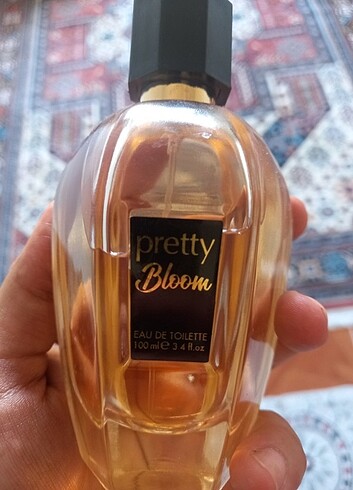 pretty
Bloom
EAU DE TOILETTE
100 ml ℮ 3 4 fl.oz